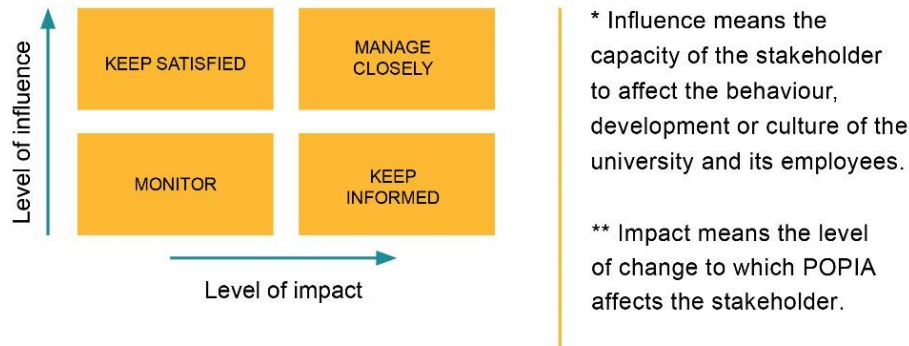 Level of influence
KEEP SATISFIED
MANAGE
CLOSELY
MONITOR
KEEP
INFORMED
Level of impact
* Influence means the
capacity of the stakeholder
to affect the behaviour,
development or culture of the
university and its employees.
** Impact means the level
of change to which POPIA
affects the stakeholder.